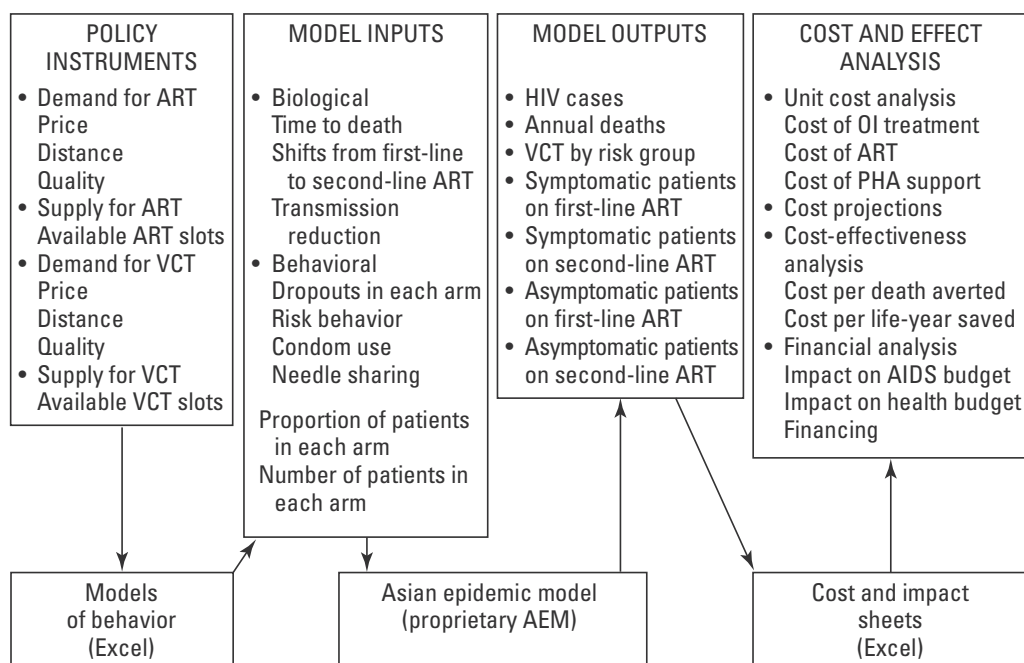 POLICY
INSTRUMENTS
• Demand for ART
Price
Distance
Quality
• Supply for ART
Available ART slots
• Demand for VCT
Price
Distance
Quality
• Supply for VCT
Available VCT slots
MODEL INPUTS
• Biological
Time to death
Shifts from first-line
to second-line ART
Transmission
reduction
• Behavioral
Dropouts in each arm
Risk behavior
Condom use
Needle sharing
Proportion of patients
in each arm
Number of patients in
each arm
MODEL OUTPUTS
• HIV cases
• Annual deaths
• VCT by risk group
• Symptomatic patients
on first-line ART
• Symptomatic patients
on second-line ART
• Asymptomatic patients
on first-line ART
• Asymptomatic patients
on second-line ART
COST AND EFFECT
ANALYSIS
• Unit cost analysis
Cost of OI treatment
Cost of ART
Cost of PHA support
• Cost projections
• Cost-effectiveness
analysis
Cost per death averted
Cost per life-year saved
• Financial analysis
Impact on AIDS budget
Impact on health budget
Financing
Models
of behavior
(Excel)
Asian epidemic model
(proprietary AEM)
Cost and impact
sheets
(Excel)